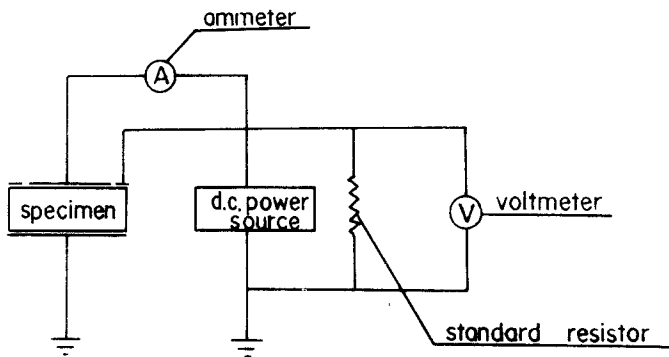 ammeter
A
specimen
d.c. power
source
V
voltmeter
standard resistor